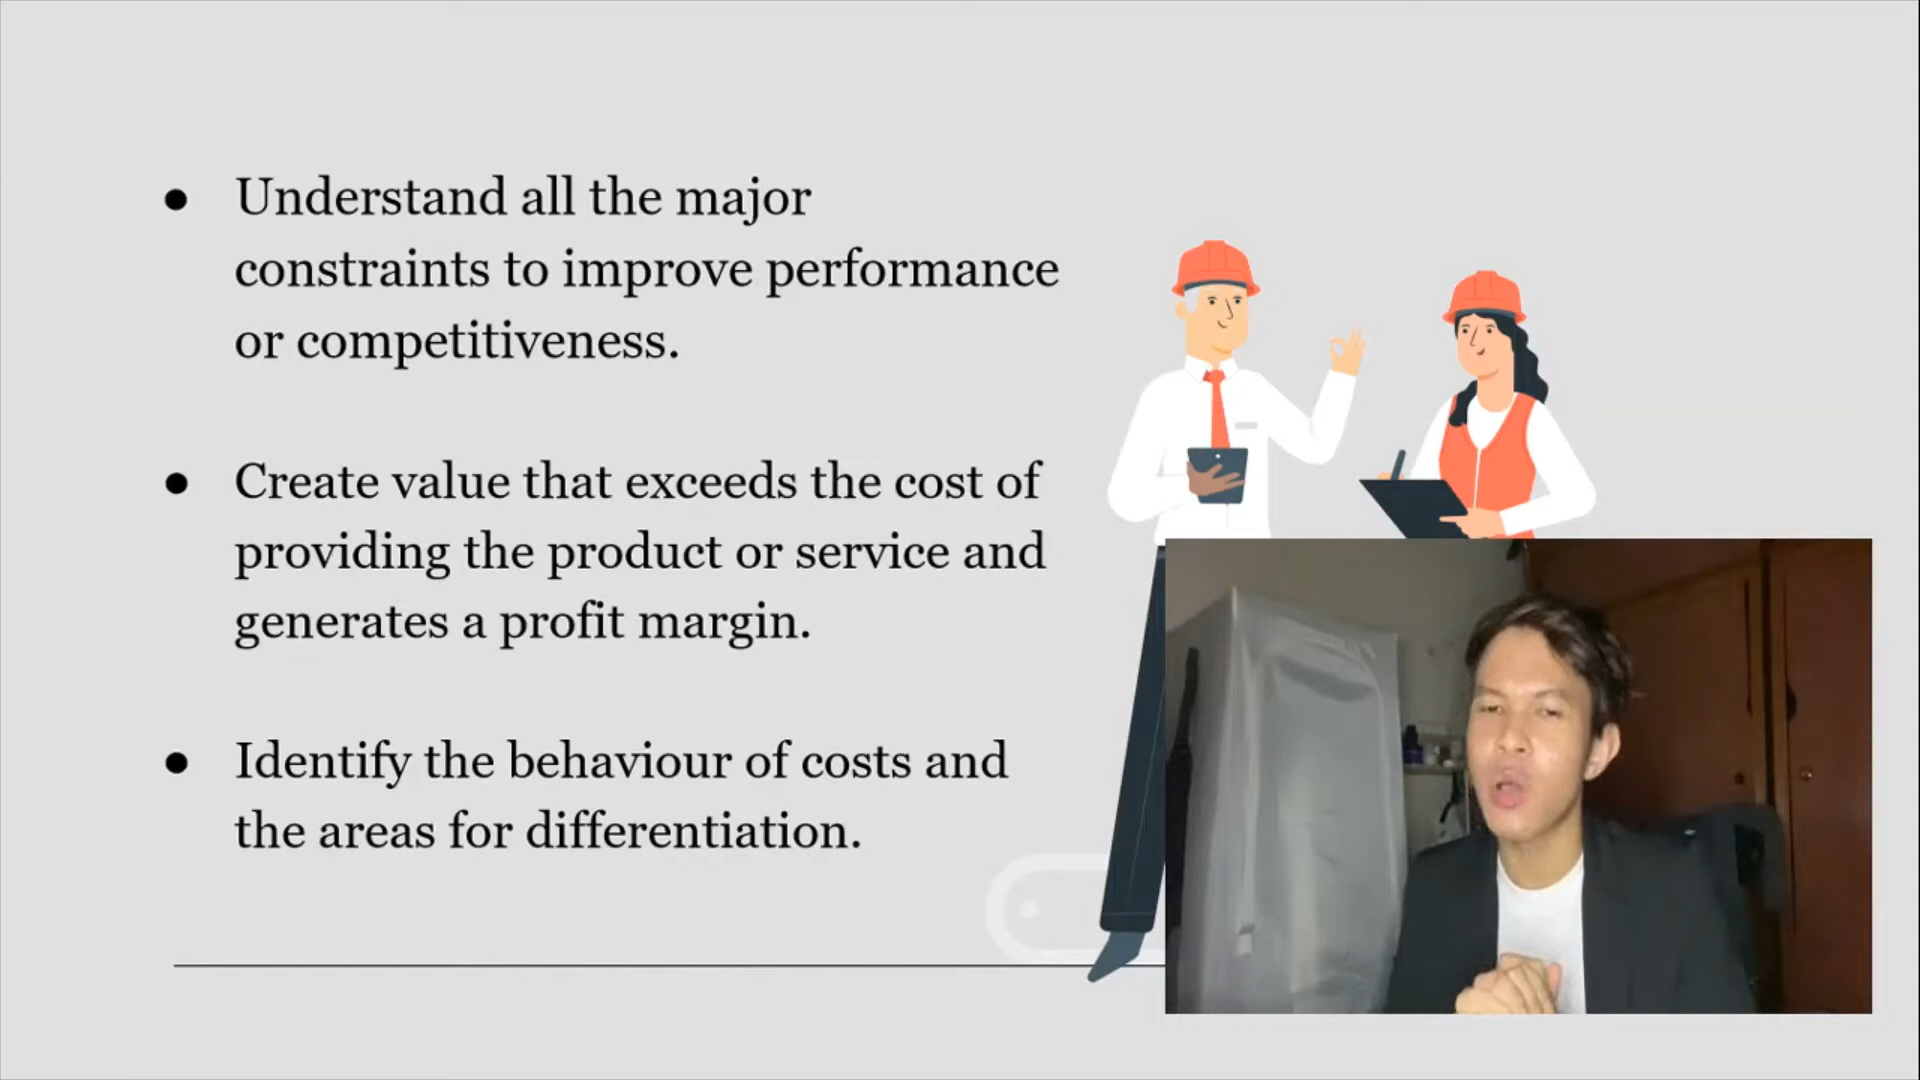 ● Understand all the major
constraints to improve performance
or competitiveness.
● Create value that exceeds the cost of
providing the product or service and
generates a profit margin.
● Identify the behaviour of costs and
the areas for differentiation.